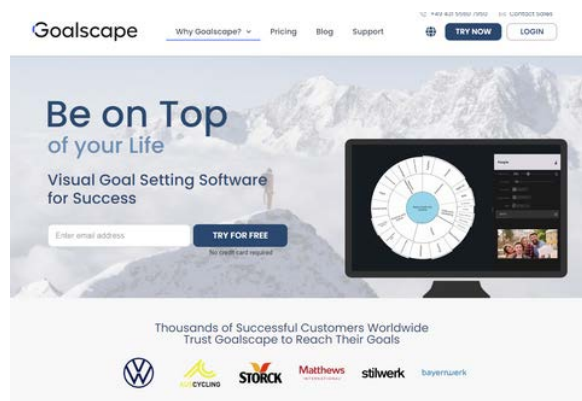 Contact Sales
Goalscape
Why Goalscape?
Pricing
Blog
Support
TRY NOW
LOGIN
Be on Top
of your Life
Visual Goal Setting Software
for Success
Enter email address
TRY FOR FREE
No credit card required
People
Thousands of Successful Customers Worldwide
Trust Goalscape to Reach Their Goals
CYCLING
STORCK
Matthews
INTERNATIONAL
stilwerk
bayernwerk